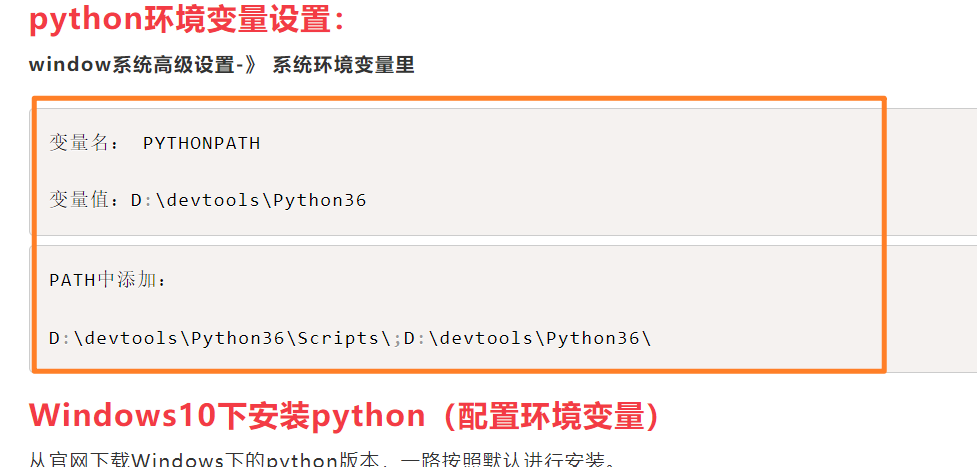 python环境变量设置：
window系统高级设置-》 系统环境变量里
变量名： PYTHONPATH
变量值：D:\devtools\Python36
PATH中添加：
D:\devtools\Python36\Scripts\;D:\devtools\Python36\
Windows10下安装python（配置环境变量）
从官网下载Windows下的python版本，一路按照默认进行安装。